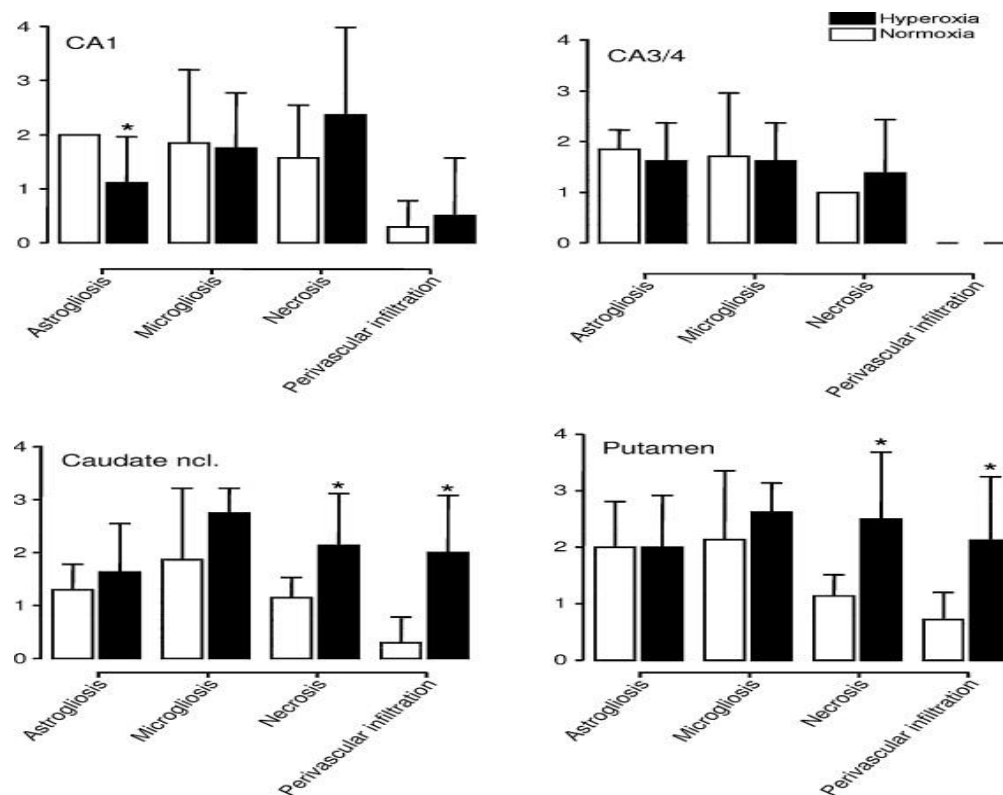 CA1
4
3
2
1
0
*
Astrogliosis
Microgliosis
Necrosis
Perivascular infiltration
Hyperoxia
Normoxia
CA3/4
4
3
2
1
0
Astrogliosis
Microgliosis
Necrosis
Perivascular infiltration
Caudate ncl.
4
3
2
1
0
*
*
Astrogliosis
Microgliosis
Necrosis
Perivascular infiltration
Putamen
4
3
2
1
0
*
*
Astrogliosis
Microgliosis
Necrosis
Perivascular infiltration